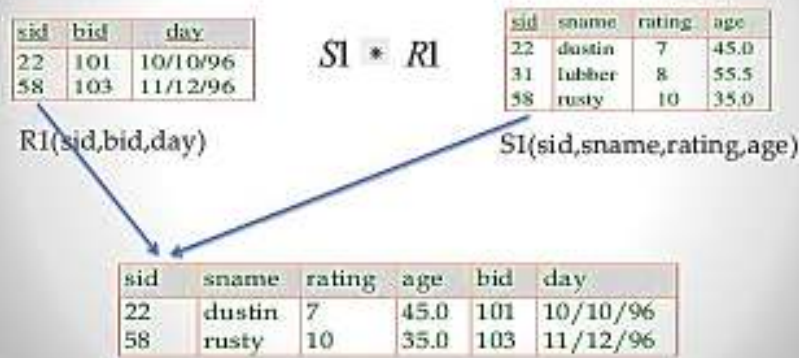 sid bid day
22 101 10/10/96
58 103 11/12/96
R1(sid,bid,day)
S1 * R1
sid sname rating age
22 dustin 7 45.0
31 lubber 8 55.5
58 rusty 10 35.0
S1(sid,sname,rating,age)
sid sname rating age bid day
22 dustin 7 45.0 101 10/10/96
58 rusty 10 35.0 103 11/12/96